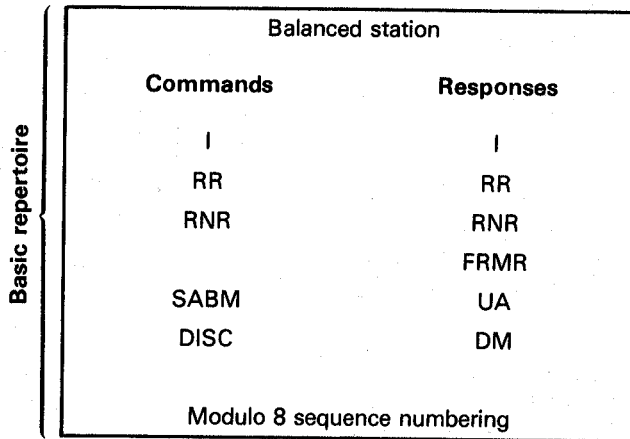 Balanced station
Commands Responses
I I
RR RR
RNR RNR
FRMR
SABM UA
DISC DM
Modulo 8 sequence numbering
Basic repertoire